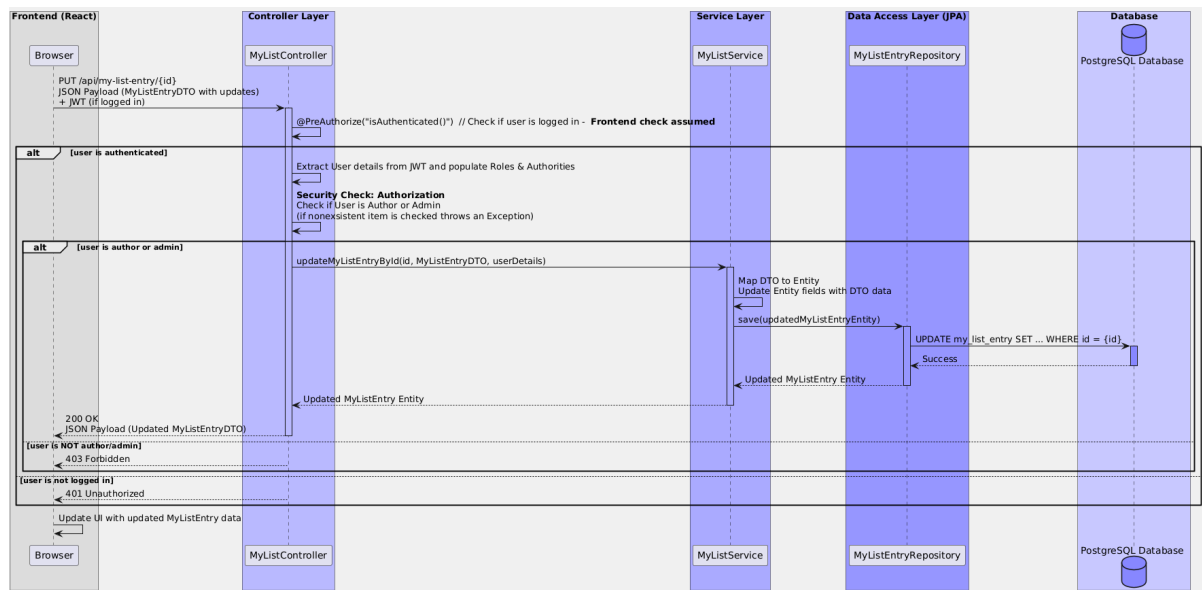 Frontend (React)
Controller Layer
Service Layer
Data Access Layer (JPA)
Database
Browser
MyListController
MyListService
MyListEntryRepository
PostgreSQL Database
PUT /api/my-list-entry/{id}
JSON Payload (MyListEntryDTO with updates)
+ JWT (if logged in)
@PreAuthorize("isAuthenticated()")  // Check if user is logged in -  Frontend check assumed
alt
[user is authenticated]
Extract User details from JWT and populate Roles & Authorities
Security Check: Authorization
Check if User is Author or Admin
(if nonexsistent item is checked throws an Exception)
alt
[user is author or admin]
updateMyListEntryById(id, MyListEntryDTO, userDetails)
Map DTO to Entity
Update Entity fields with DTO data
save(updatedMyListEntryEntity)
UPDATE my_list_entry SET ... WHERE id = {id}
Success
Updated MyListEntry Entity
Updated MyListEntry Entity
200 OK
JSON Payload (Updated MyListEntryDTO)
[user is NOT author/admin]
403 Forbidden
[user is not logged in]
401 Unauthorized
Update UI with updated MyListEntry data
Browser
MyListController
MyListService
MyListEntryRepository
PostgreSQL Database